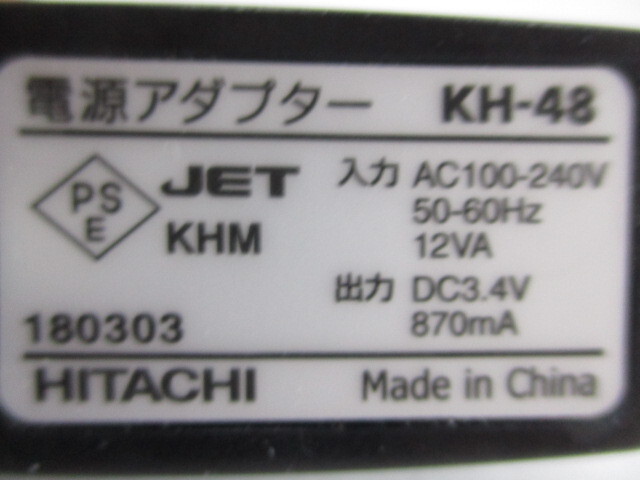 電源アダプター KH-48
PSE JET 入力 AC100-240V
50-60Hz
KHM
12VA
出力 DC3.4V
180303 870mA
HITACHI Made in China